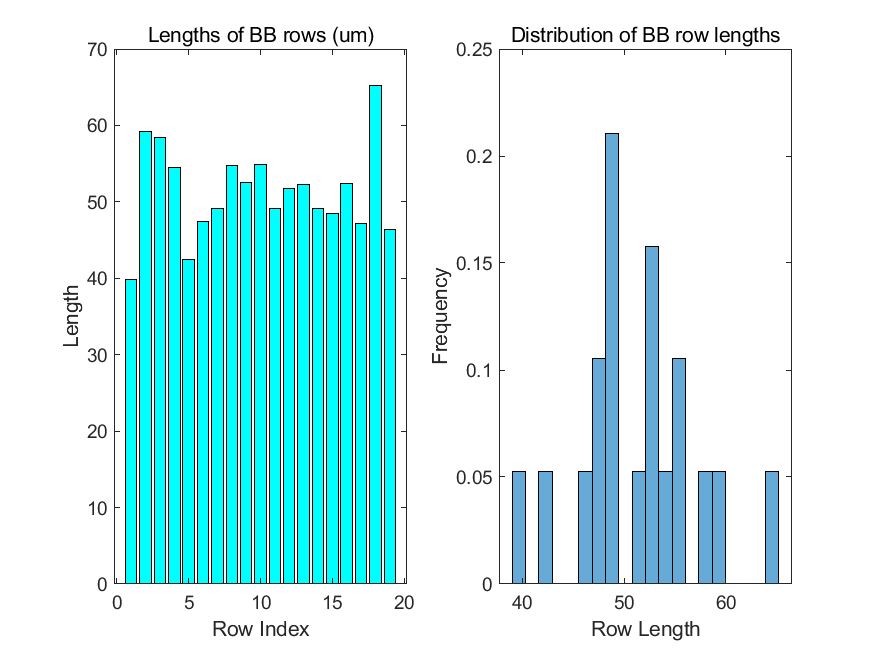 Lengths of BB rows (um)
70
60
50
40
30
20
10
0
Length
0 5 10 15 20
Row Index
Distribution of BB row lengths
0.25
0.2
0.15
0.1
0.05
0
Frequency
40 50 60
Row Length